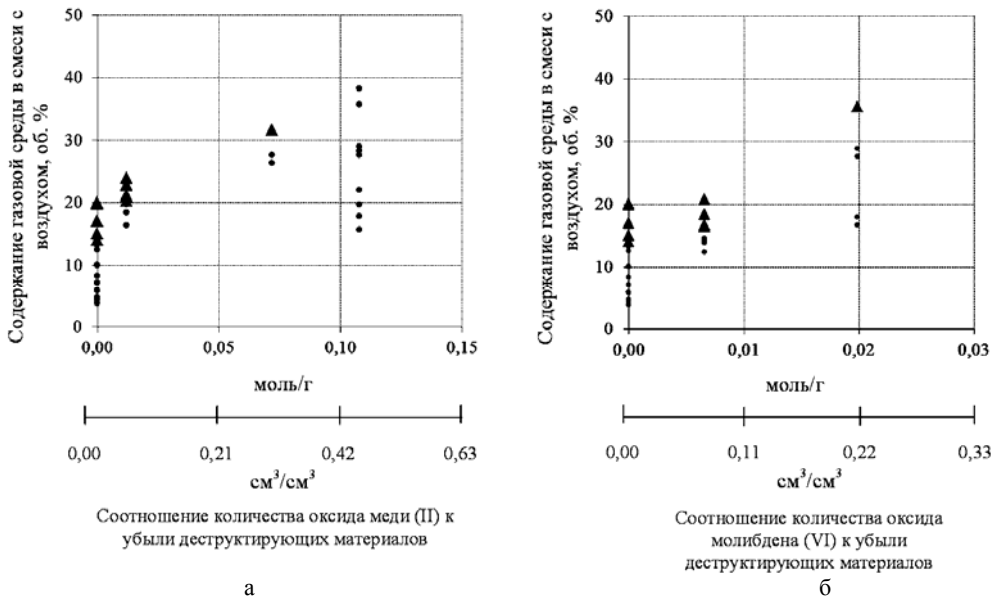 Содержание газовой среды в смеси с
воздухом, об. %
50
40
30
20
10
0
0,00 0,05 0,10 0,15
моль/г
0,00 0,21 0,42 0,63
см³/см³
Соотношение количества оксида меди (II) к
убыли деструктирующих материалов
а
Содержание газовой среды в смеси с
воздухом, об. %
50
40
30
20
10
0
0,00 0,01 0,02 0,03
моль/г
0,00 0,11 0,22 0,33
см³/см³
Соотношение количества оксида
молибдена (VI) к убыли
деструктирующих материалов
б